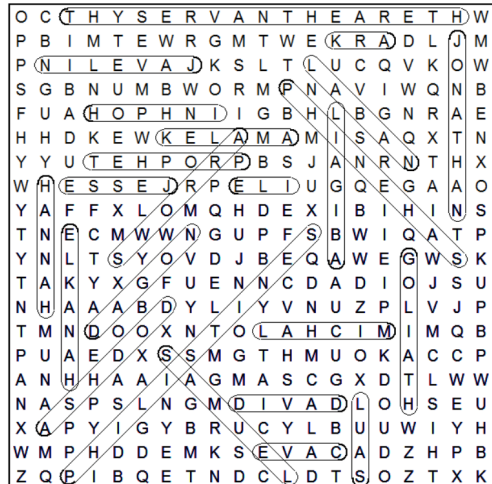 O C T H Y S E R V A N T H E A R E T H W
P B I M T E W R G M T W E K R A D L J M
P N I L E V A J K S L T L U C Q V K O W
S G B N U M B W O R M P N A V I W Q N B
F U A H O P H N I I G B H L B G N R A E
H H D K E W K E L A M A M I S A Q X T N
Y Y U T E H P O R P B S J A N R N T H X
W H E S S E J R P E L I U G Q E G A A O
Y A F F X L O M Q H D E X I B I H I N S
T N E C M W W N G U P F S B W I Q A T P
Y N L T S Y O V D J B E Q A W E G W S K
T A K Y X G F U E N N C D A D I O J S U
N H A A A B D Y L I Y V N U Z P L V J P
T M N D O O X N T O L A H C I M I M Q B
P U A E D X S S M G T H M U O K A C C P
A N H H A A I A G M A S C G X D T L W W
N A S P S L N G M D I V A D L O H S E U
X A P Y I G Y B R U C Y L B U U W I Y H
W M P H D D E M K S E V A C A D Z H P B
Z Q P I B Q E T N D C L D T S O Z T X K